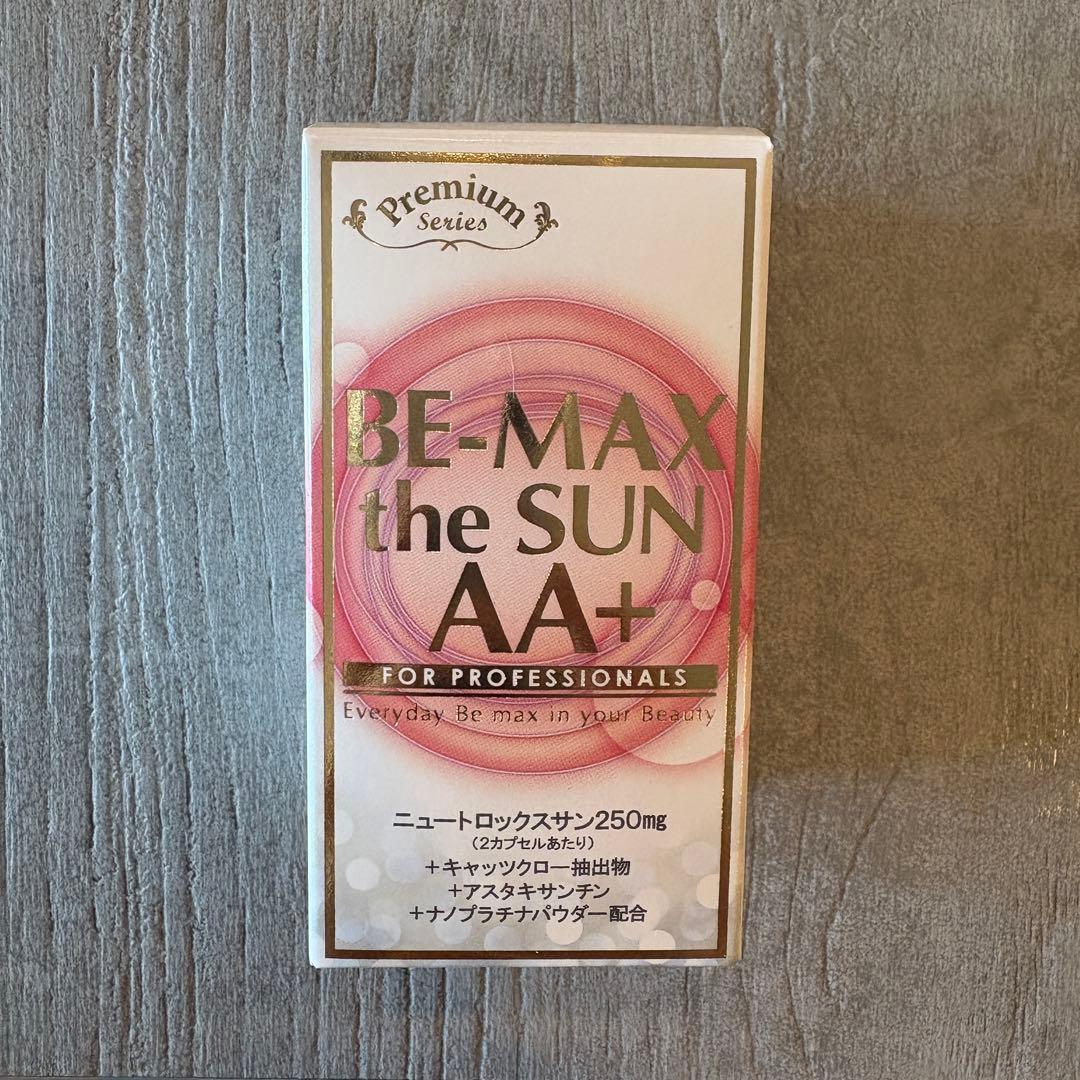 Premium
Series
BE-MAX
the SUN
AA+
FOR PROFESSIONALS
Everyday Be max in your Beauty
ニュートロックスサン250mg
（2カプセルあたり）
+キャッツクロー抽出物
+アスタキサンチン
+ナノプラチナパウダー配合